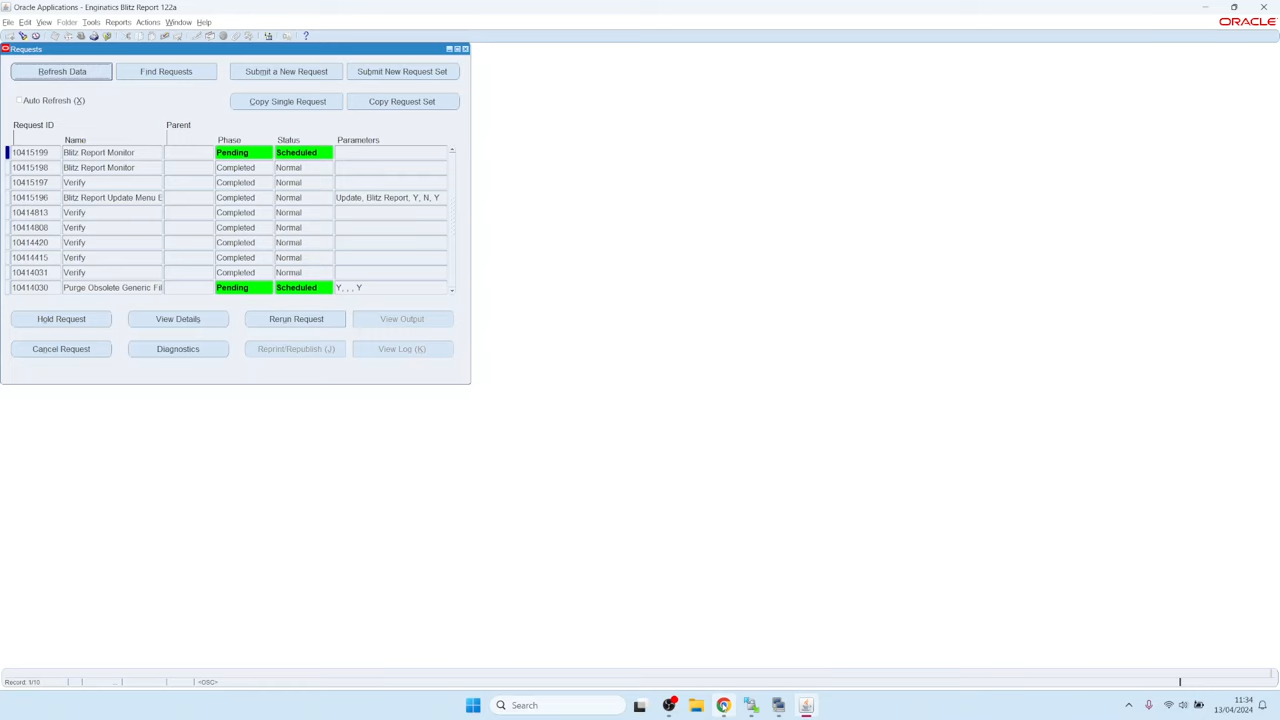 Oracle Applications - Enginatics Blitz Report 122a
File Edit View Folder Tools Reports Actions Window Help
ORACLE
Requests
Refresh Data Find Requests Submit a New Request Submit New Request Set
Auto Refresh (X) Copy Single Request Copy Request Set
Request ID Parent
Name Phase Status Parameters
10415199 Blitz Report Monitor Pending Scheduled
10415198 Blitz Report Monitor Completed Normal
10415197 Verify Completed Normal
10415196 Blitz Report Update Menu E Completed Normal Update, Blitz Report, Y, N, Y
10414813 Verify Completed Normal
10414808 Verify Completed Normal
10414420 Verify Completed Normal
10414415 Verify Completed Normal
10414031 Verify Completed Normal
10414030 Purge Obsolete Generic Fil Pending Scheduled Y, , , Y
Hold Request View Details Rerun Request View Output
Cancel Request Diagnostics Reprint/Republish (J) View Log (K)
Record: 1/10 ... <OSC>
Search
11:34
13/04/2024